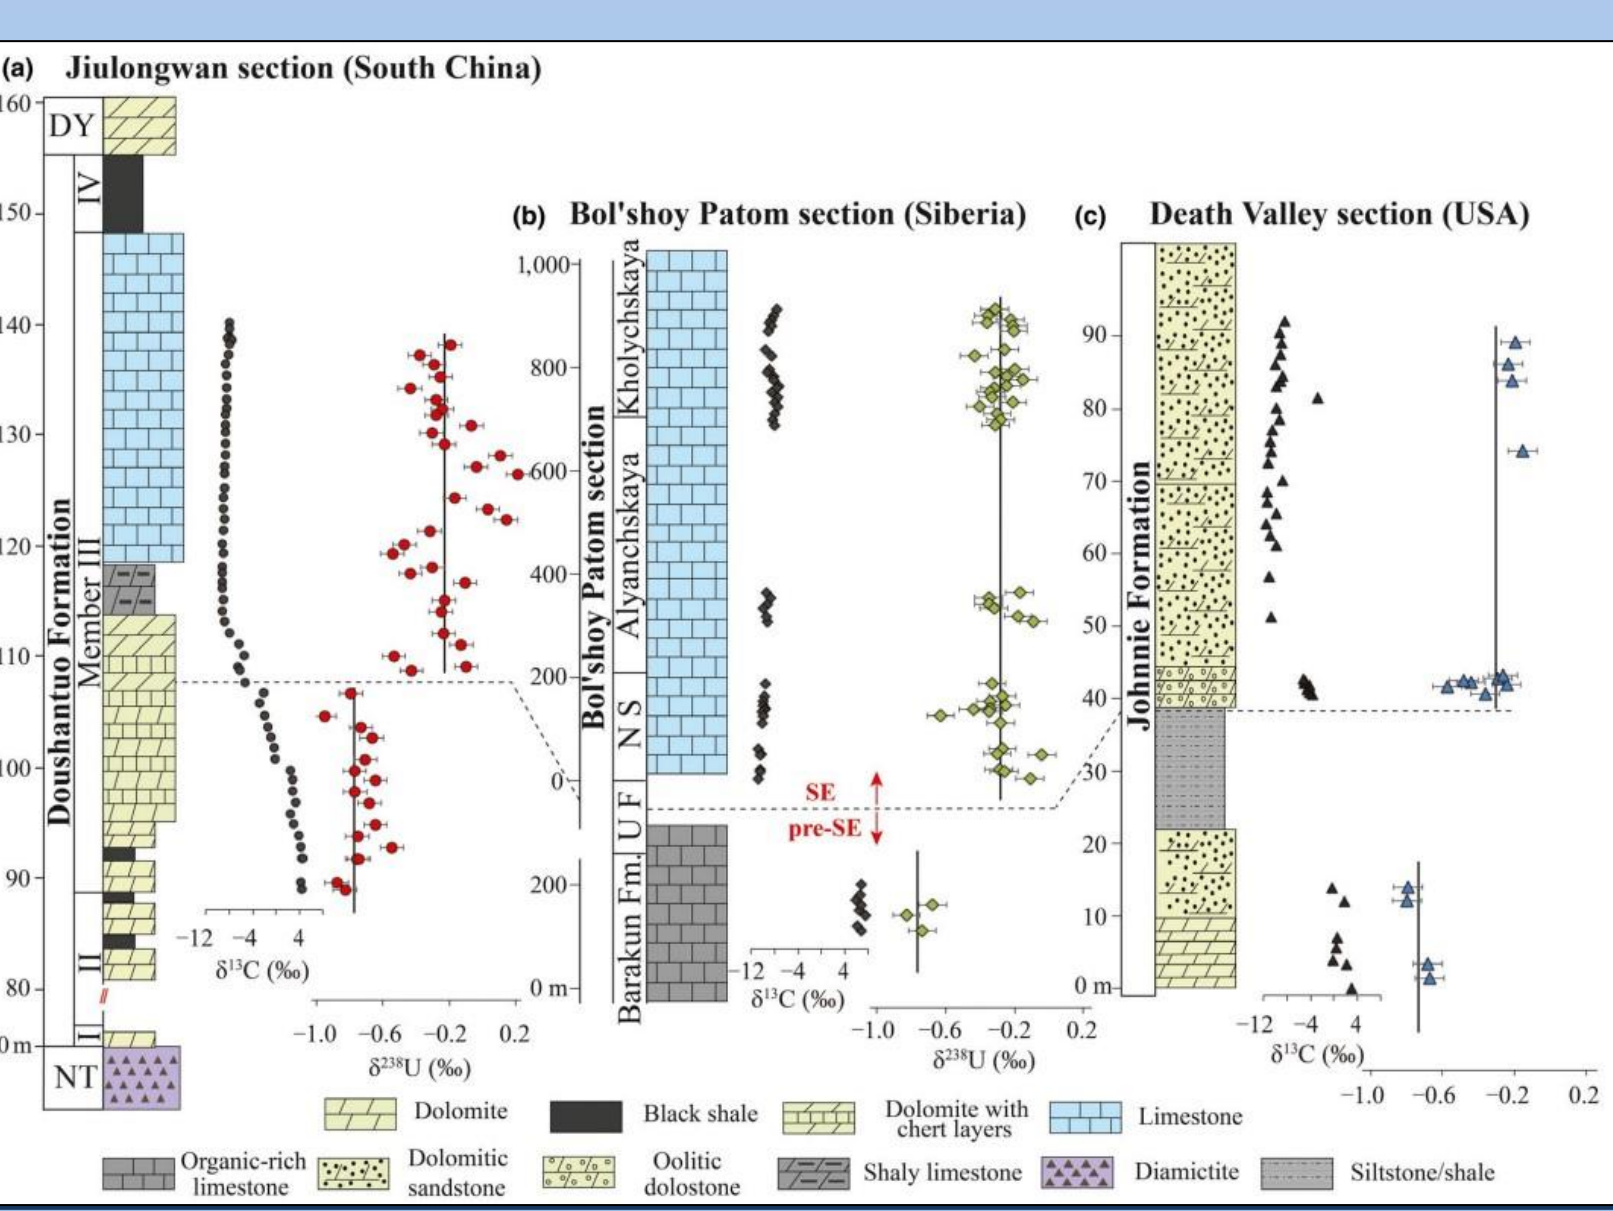 (a) Jiulongwan section (South China)
160
150
140
130
120
110
100
90
80
0 m
DY
IV
Member III
II
I
NT
Doushantuo Formation
−12 −4 4
δ¹³C (‰)
−1.0 −0.6 −0.2 0.2
δ²³⁸U (‰)
(b) Bol'shoy Patom section (Siberia)
1,000
800
600
400
200
0
200
0 m
Bol'shoy Patom section
Kholychskaya
Alyanchskaya
N S
U F
Barakun Fm.
SE
pre-SE
−12 −4 4
δ¹³C (‰)
−1.0 −0.6 −0.2 0.2
δ²³⁸U (‰)
(c) Death Valley section (USA)
90
80
70
60
50
40
30
20
10
0 m
Johnnie Formation
−12 −4 4
δ¹³C (‰)
−1.0 −0.6 −0.2 0.2
Dolomite
Black shale
Dolomite with
chert layers
Limestone
Organic-rich
limestone
Dolomitic
sandstone
Oolitic
dolostone
Shaly limestone
Diamictite
Siltstone/shale